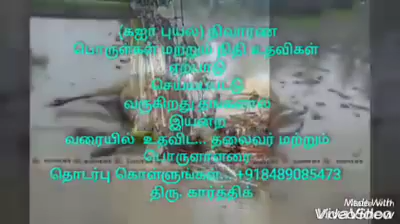 (கஜா புயல்) நிவாரண
பொருள்கள் மற்றும் நிதி உதவிகள்
ஏற்பாடு
செய்யப்பட்டு
வருகிறது தங்களால்
இயன்ற
வரையில் உதவிட... தலைவர் மற்றும்
பொருளாளரை
தொடர்பு கொள்ளுங்கள்... +918489085473
திரு. கார்த்திக்
Made With
VideoShow